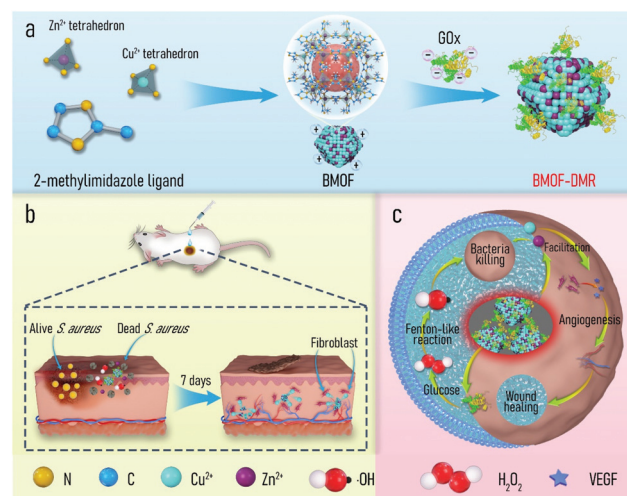 a
Zn²⁺ tetrahedron
Cu²⁺ tetrahedron
2-methylimidazole ligand
BMOF
GOx
BMOF-DMR
b
Alive S. aureus
Dead S. aureus
7 days
Fibroblast
c
Bacteria
killing
Facilitation
Fenton-like
reaction
Angiogenesis
Glucose
Wound
healing
N
C
Cu²⁺
Zn²⁺
·OH
H₂O₂
VEGF